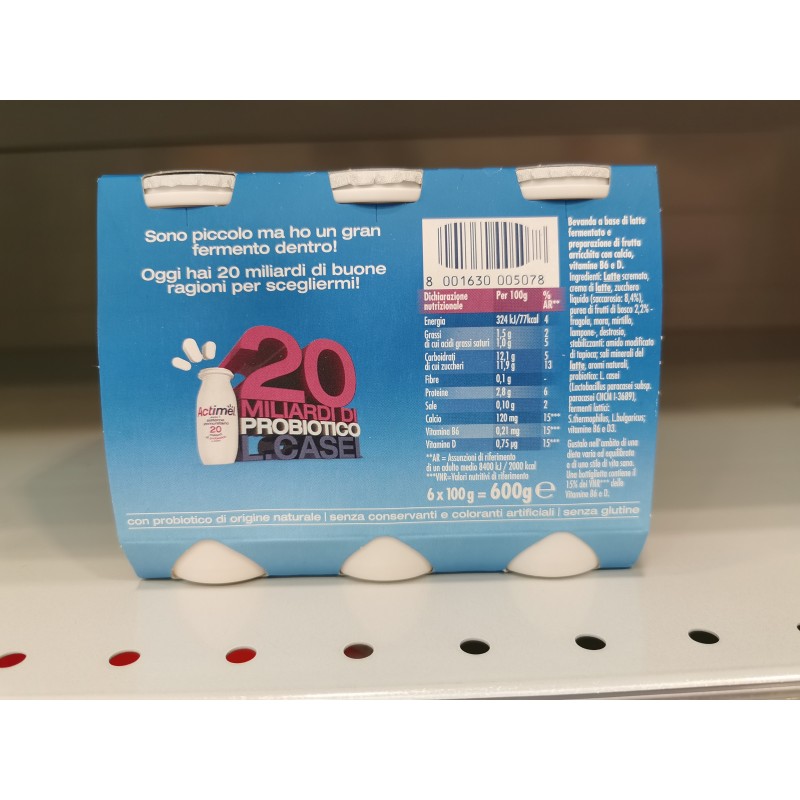 Sono piccolo ma ho un gran
fermento dentro!
Oggi hai 20 miliardi di buone
ragioni per scegliermi!
Actimel
20
20
MILIARDI DI
PROBIOTICO
L.CASEI
8 001630 005078
Dichiarazione nutrizionale Per 100g % AR**
Energia 324 kJ/77kcal 4
Grassi 1,5 g 2
di cui acidi grassi saturi 1,0 g 5
Carboidrati 12,1 g 5
di cui zuccheri 11,9 g 13
Fibre 0,1 g -
Proteine 2,8 g 6
Sale 0,10 g 2
Calcio 120 mg 15***
Vitamina B6 0,21 mg 15***
Vitamina D 0,75 µg 15***
**AR = Assunzioni di riferimento
di un adulto medio 8400 kJ / 2000 kcal
***VNR=Valori nutritivi di riferimento
6 x 100 g = 600g e
Bevanda a base di latte
fermentato e
preparazione di frutta
arricchita con calcio,
vitamine B6 e D.
Ingredienti: Latte scremato,
crema di latte, zucchero
liquido (saccarosio: 8,4%),
purea di frutti di bosco 2,2% -
fragola, mora, mirtillo,
lampone-, destrosio,
stabilizzanti: amido modificato
di tapioca; sali minerali del
latte, aromi naturali,
probiotico: L. casei
(Lactobacillus paracasei subsp.
paracasei CNCM I-3689),
fermenti lattici:
S.thermophilus, L.bulgaricus;
vitamine B6 e D3.
Gustalo nell'ambito di una
dieta varia ed equilibrata
e di uno stile di vita sano.
Una bottiglietta contiene il
15% dei VNR*** delle
Vitamine B6 e D.
con probiotico di origine naturale | senza conservanti e coloranti artificiali | senza glutine